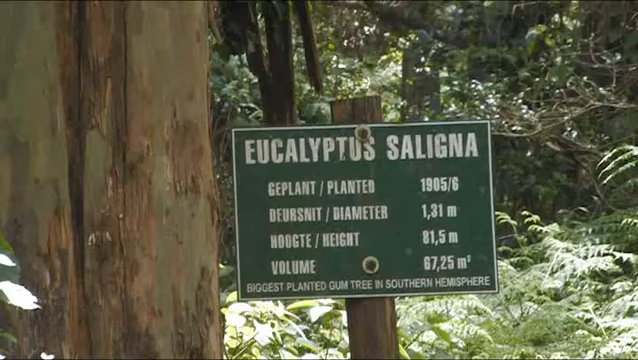 EUCALYPTUS SALIGNA
GEPLANT / PLANTED 1905/6
DEURSNIT / DIAMETER 1,31 m
HOOGTE / HEIGHT 81,5 m
VOLUME 67,25 m³
BIGGEST PLANTED GUM TREE IN SOUTHERN HEMISPHERE